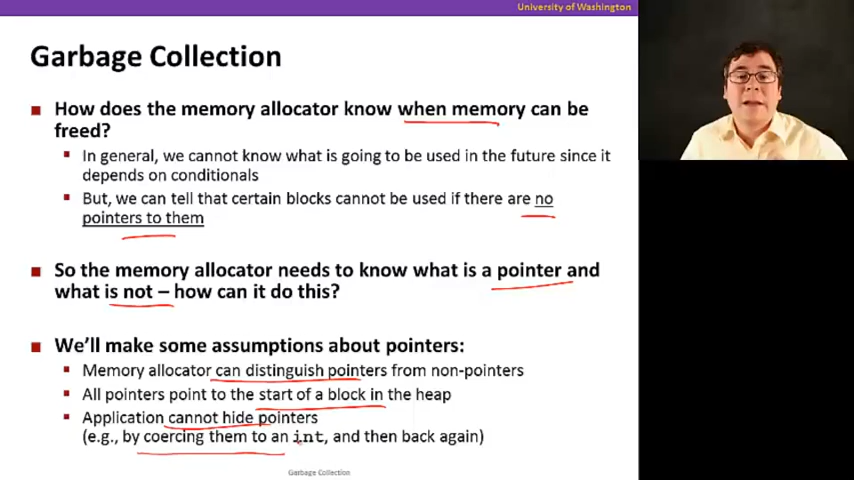 University of Washington
Garbage Collection
How does the memory allocator know when memory can be
freed?
In general, we cannot know what is going to be used in the future since it
depends on conditionals
But, we can tell that certain blocks cannot be used if there are no
pointers to them
So the memory allocator needs to know what is a pointer and
what is not – how can it do this?
We'll make some assumptions about pointers:
Memory allocator can distinguish pointers from non-pointers
All pointers point to the start of a block in the heap
Application cannot hide pointers
(e.g., by coercing them to an int, and then back again)
Garbage Collection